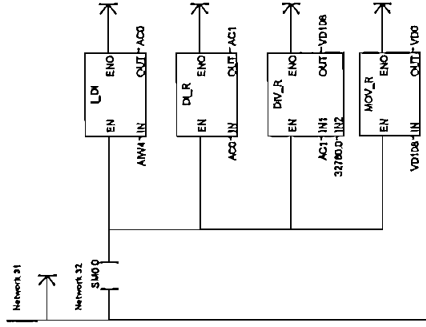 Network 31
Network 32
SM0.0
I_DI
EN
ENO
AIW4
IN
OUT
AC0
DI_R
EN
ENO
AC0
IN
OUT
AC1
DIV_R
EN
ENO
AC1
IN1
OUT
VD108
32760.0
IN2
MOV_R
EN
ENO
VD108
IN
OUT
VD0